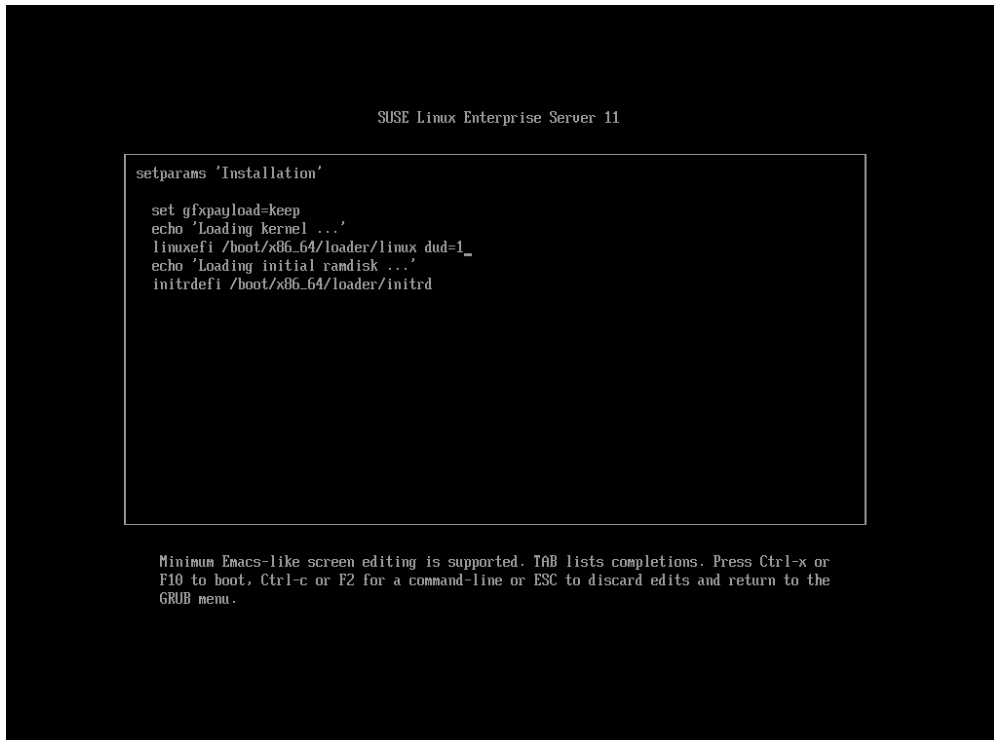 SUSE Linux Enterprise Server 11
setparams 'Installation'
set gfxpayload=keep
echo 'Loading kernel ...'
linuxefi /boot/x86_64/loader/linux dud=1_
echo 'Loading initial ramdisk ...'
initrdefi /boot/x86_64/loader/initrd
Minimum Emacs-like screen editing is supported. TAB lists completions. Press Ctrl-x or
F10 to boot, Ctrl-c or F2 for a command-line or ESC to discard edits and return to the
GRUB menu.